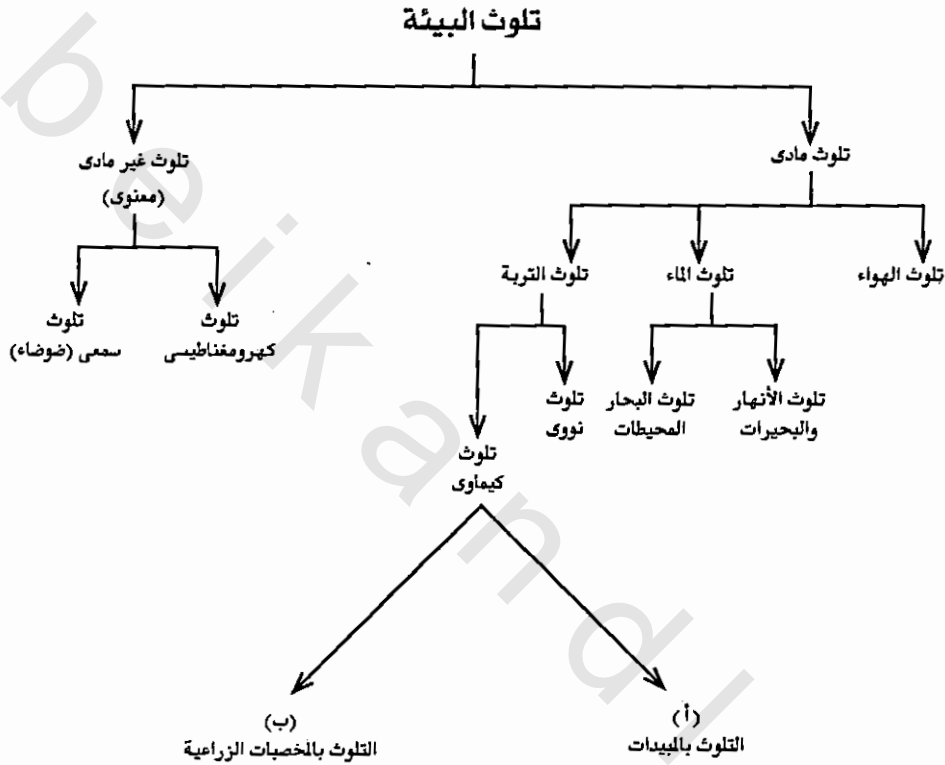 تلوث البيئة
تلوث مادى
تلوث غير مادى
(معنوى)
تلوث الهواء
تلوث الماء
تلوث التربة
تلوث
كهرومغناطيسى
تلوث
سمعى (ضوضاء)
تلوث الأنهار
والبحيرات
تلوث البحار
المحيطات
تلوث
نووى
تلوث
كيماوى
(أ)
التلوث بالمبيدات
(ب)
التلوث بالمخصبات الزراعية
beikandl